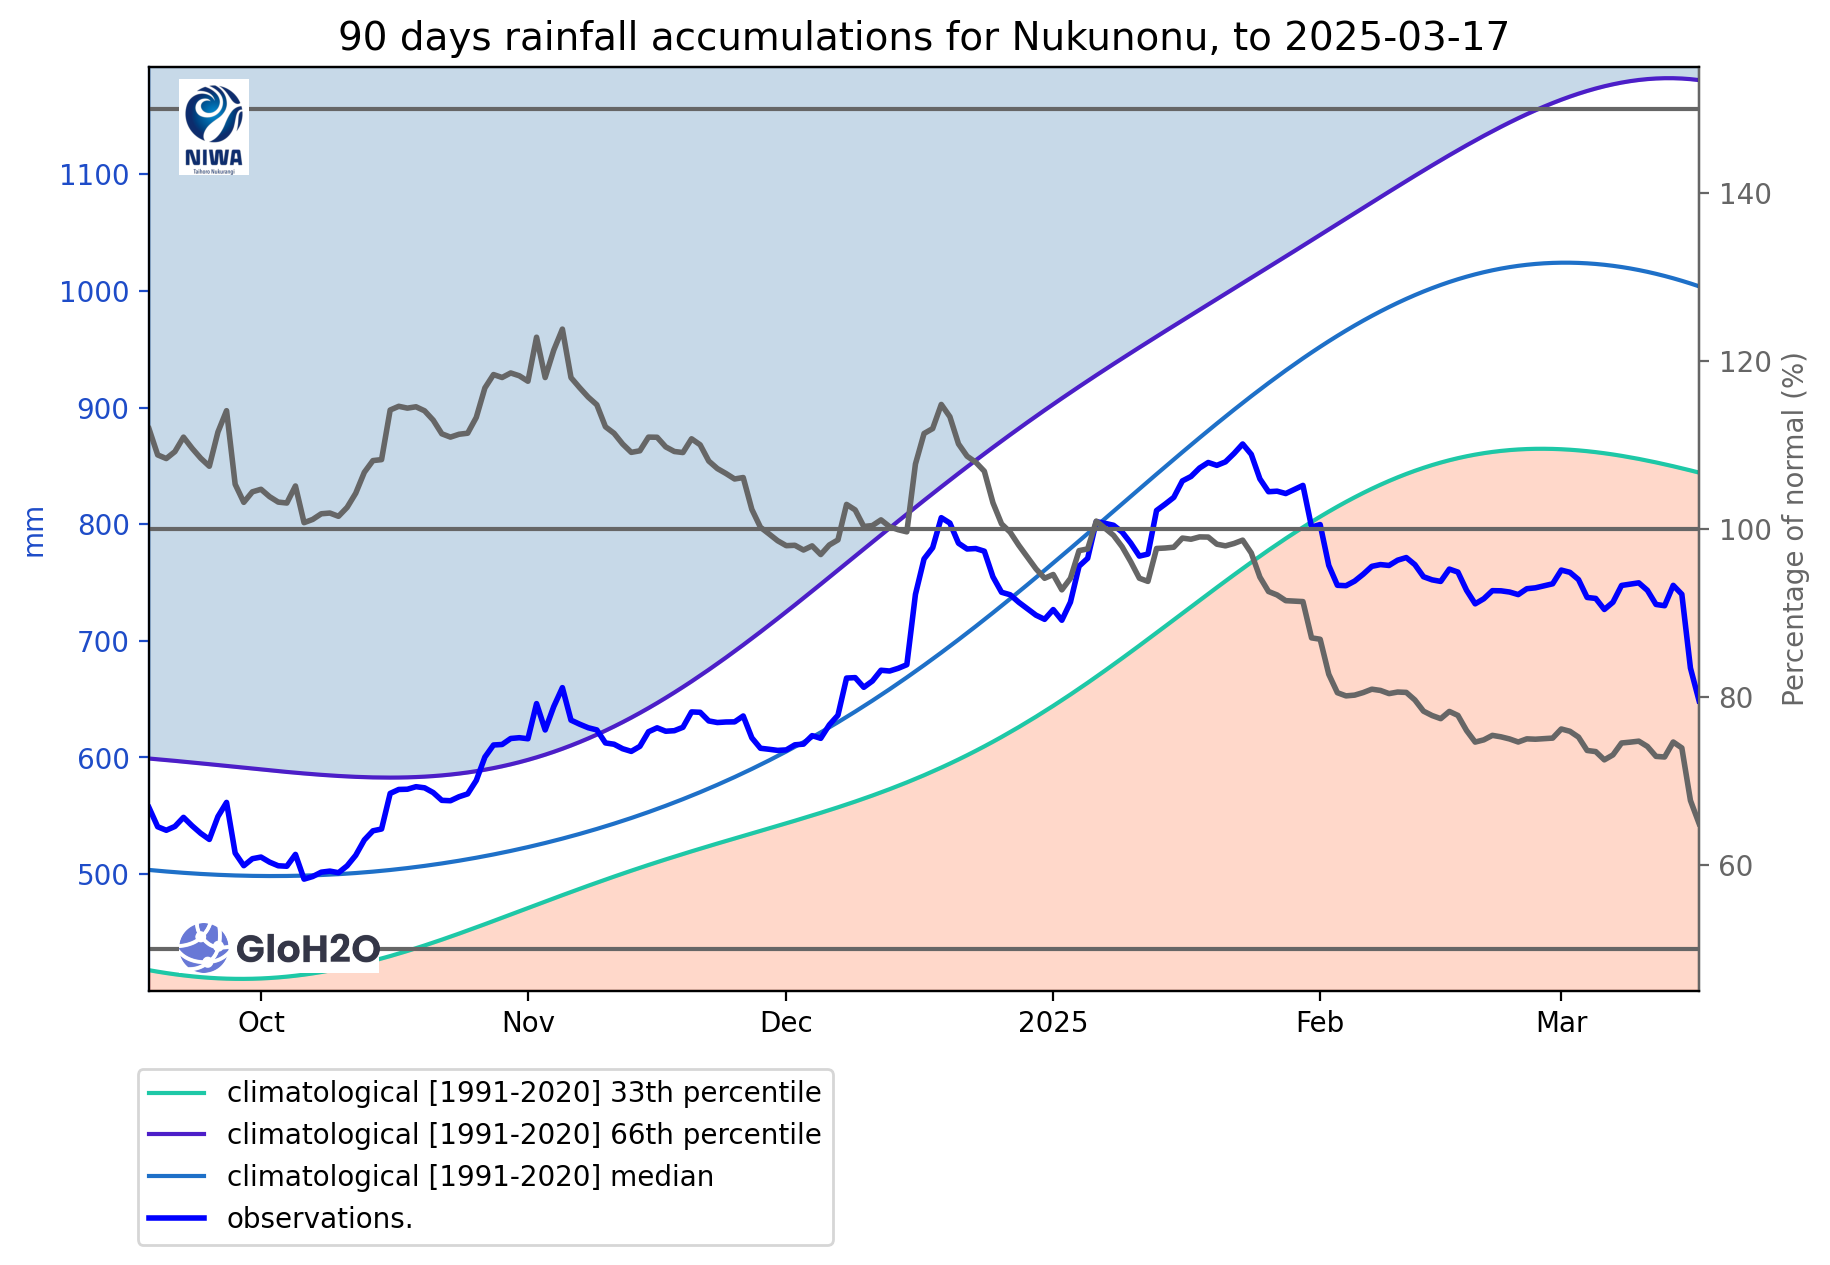 90 days rainfall accumulations for Nukunonu, to 2025-03-17
NIWA
Taihoro Nukurangi
1100
1000
900
800
700
600
500
mm
140
120
100
80
60
Percentage of normal (%)
GloH2O
Oct
Nov
Dec
2025
Feb
Mar
climatological [1991-2020] 33th percentile
climatological [1991-2020] 66th percentile
climatological [1991-2020] median
observations.